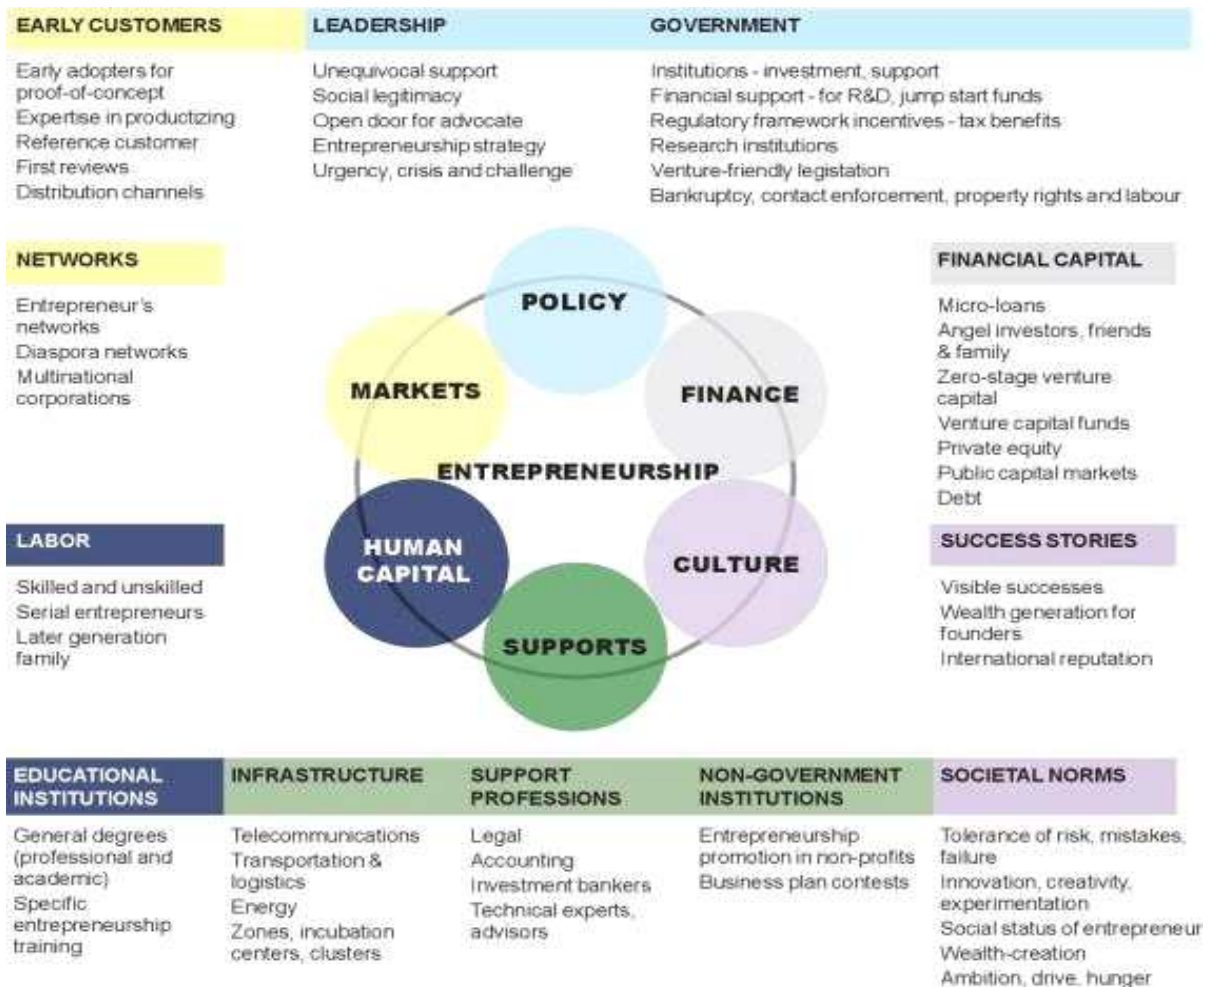 EARLY CUSTOMERS
Early adopters for
proof-of-concept
Expertise in productizing
Reference customer
First reviews
Distribution channels
LEADERSHIP
Unequivocal support
Social legitimacy
Open door for advocate
Entrepreneurship strategy
Urgency, crisis and challenge
GOVERNMENT
Institutions - investment, support
Financial support - for R&D, jump start funds
Regulatory framework incentives - tax benefits
Research institutions
Venture-friendly legistation
Bankruptcy, contact enforcement, property rights and labour
NETWORKS
Entrepreneur's
networks
Diaspora networks
Multinational
corporations
POLICY
MARKETS
FINANCE
ENTREPRENEURSHIP
HUMAN
CAPITAL
CULTURE
SUPPORTS
FINANCIAL CAPITAL
Micro-loans
Angel investors, friends
& family
Zero-stage venture
capital
Venture capital funds
Private equity
Public capital markets
Debt
LABOR
Skilled and unskilled
Serial entrepreneurs
Later generation
family
SUCCESS STORIES
Visible successes
Wealth generation for
founders
International reputation
EDUCATIONAL
INSTITUTIONS
General degrees
(professional and
academic)
Specific
entrepreneurship
training
INFRASTRUCTURE
Telecommunications
Transportation &
logistics
Energy
Zones, incubation
centers, clusters
SUPPORT
PROFESSIONS
Legal
Accounting
Investment bankers
Technical experts,
advisors
NON-GOVERNMENT
INSTITUTIONS
Entrepreneurship
promotion in non-profits
Business plan contests
SOCIETAL NORMS
Tolerance of risk, mistakes,
failure
Innovation, creativity,
experimentation
Social status of entrepreneur
Wealth-creation
Ambition, drive, hunger